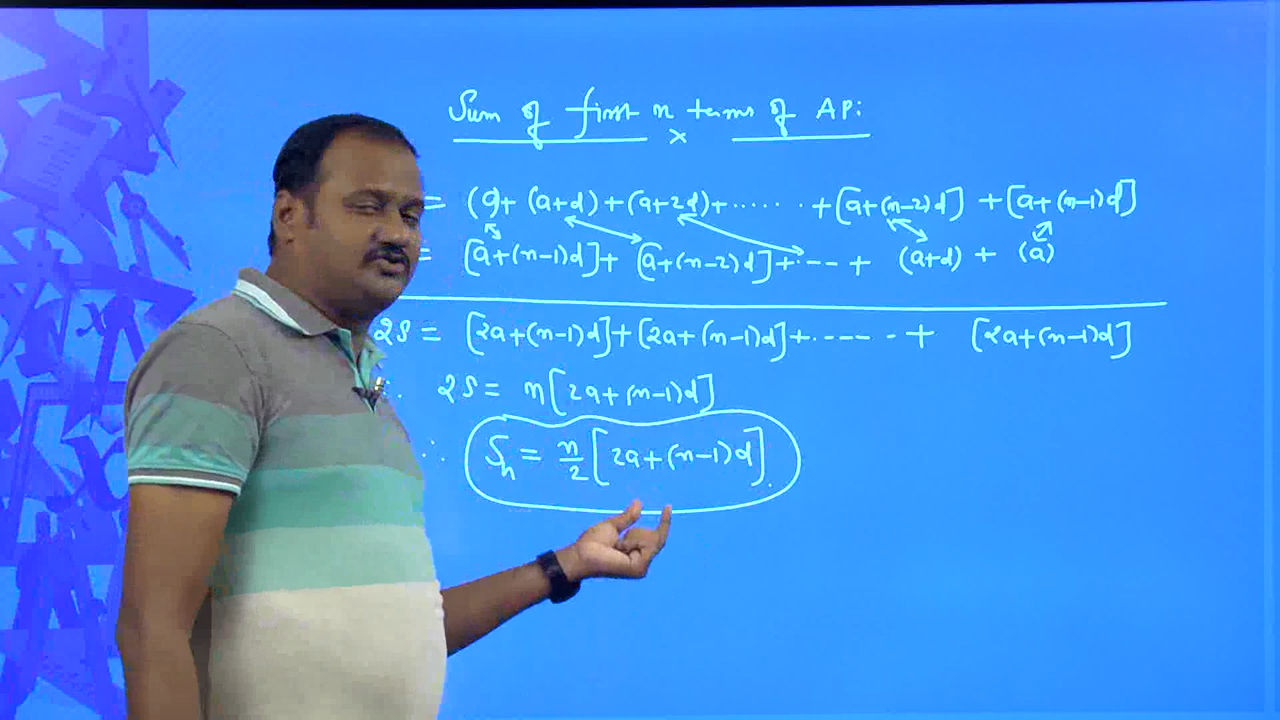 Sum of first n terms of AP:
x
= (a)+ (a+d)+(a+2d)+......+[a+(n-2)d] +[a+(n-1)d]
= [a+(n-1)d]+ [a+(n-2)d]+.--- + (a+d) + (a)
2S = [2a+(n-1)d]+[2a+(n-1)d]+.---- -+ [2a+(n-1)d]
2S = n[2a+(n-1)d]
∴ Sn = n/2 [2a+(n-1)d].